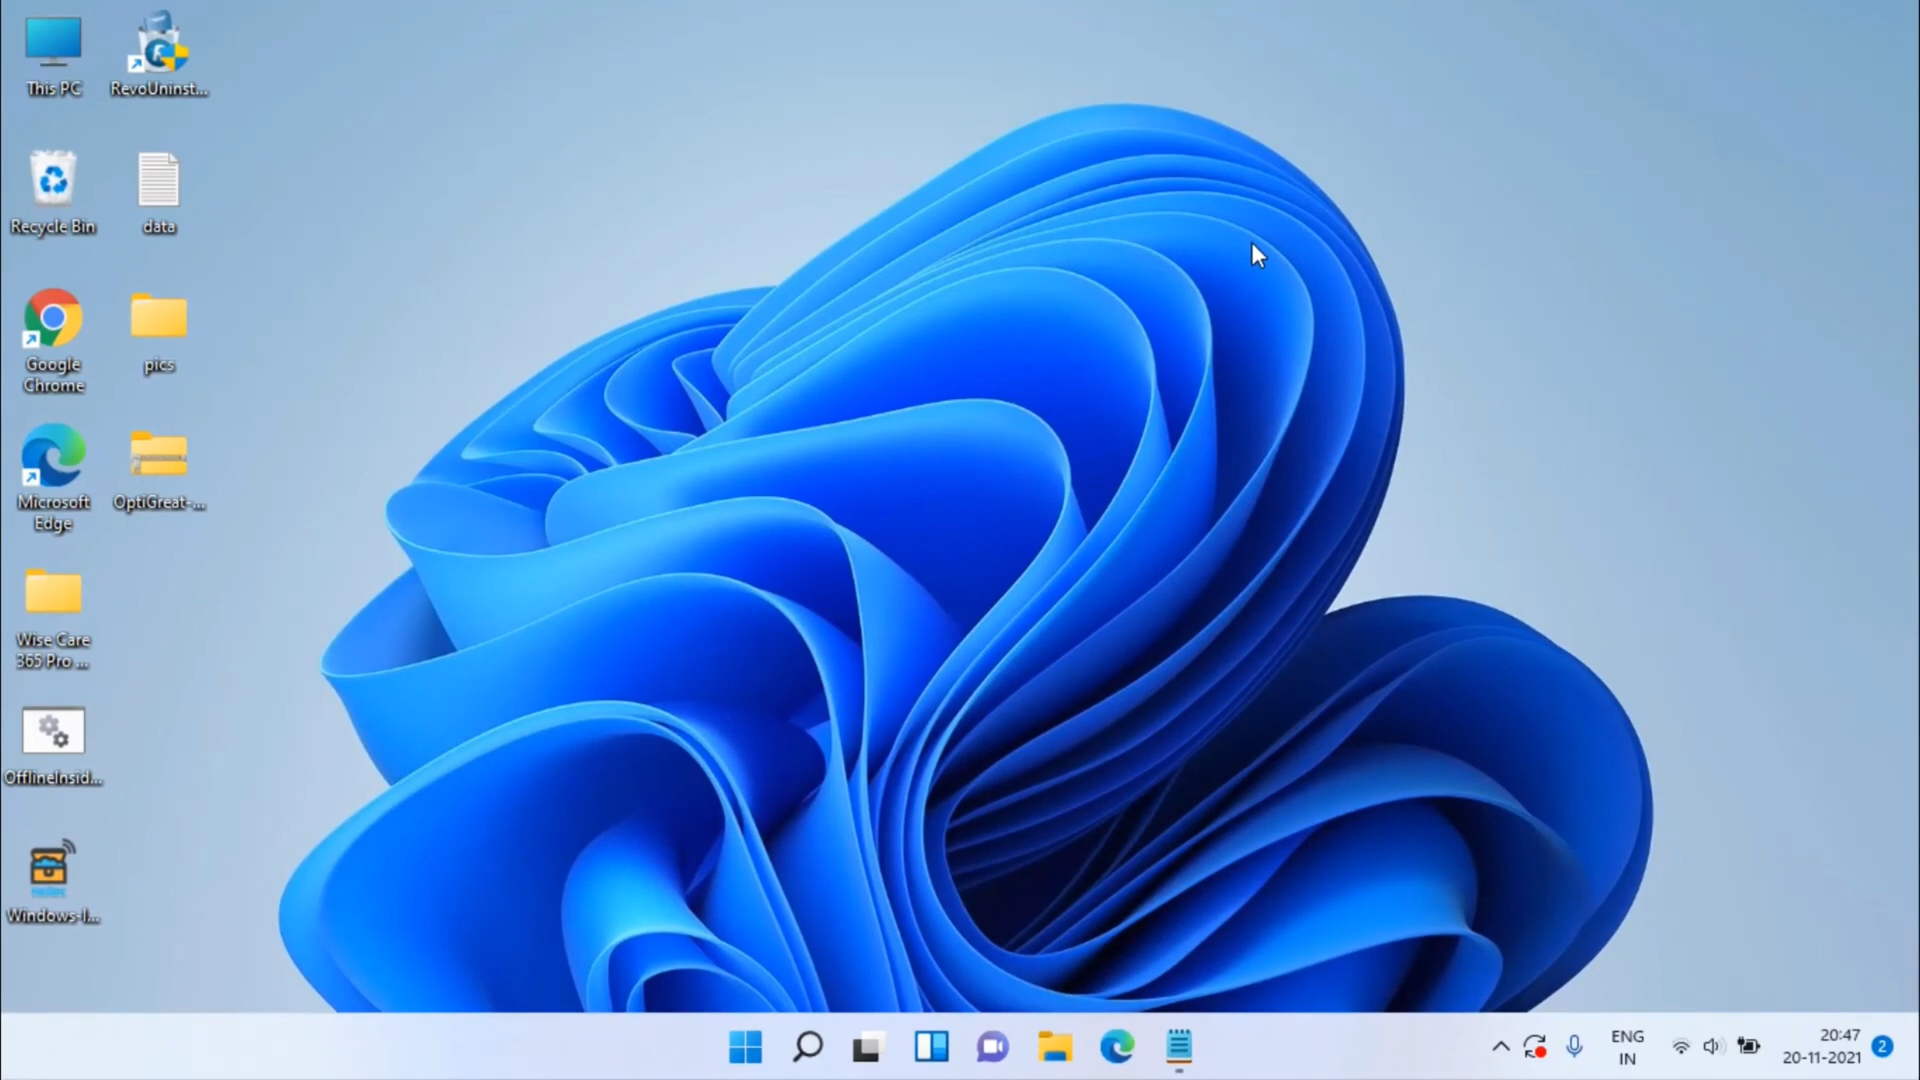 This PC
RevoUninst...
Recycle Bin
data
Google
Chrome
pics
Microsoft
Edge
OptiGreat-...
Wise Care
365 Pro ...
OfflineInsid...
Windows-I...
ENG
IN
20:47
20-11-2021
2